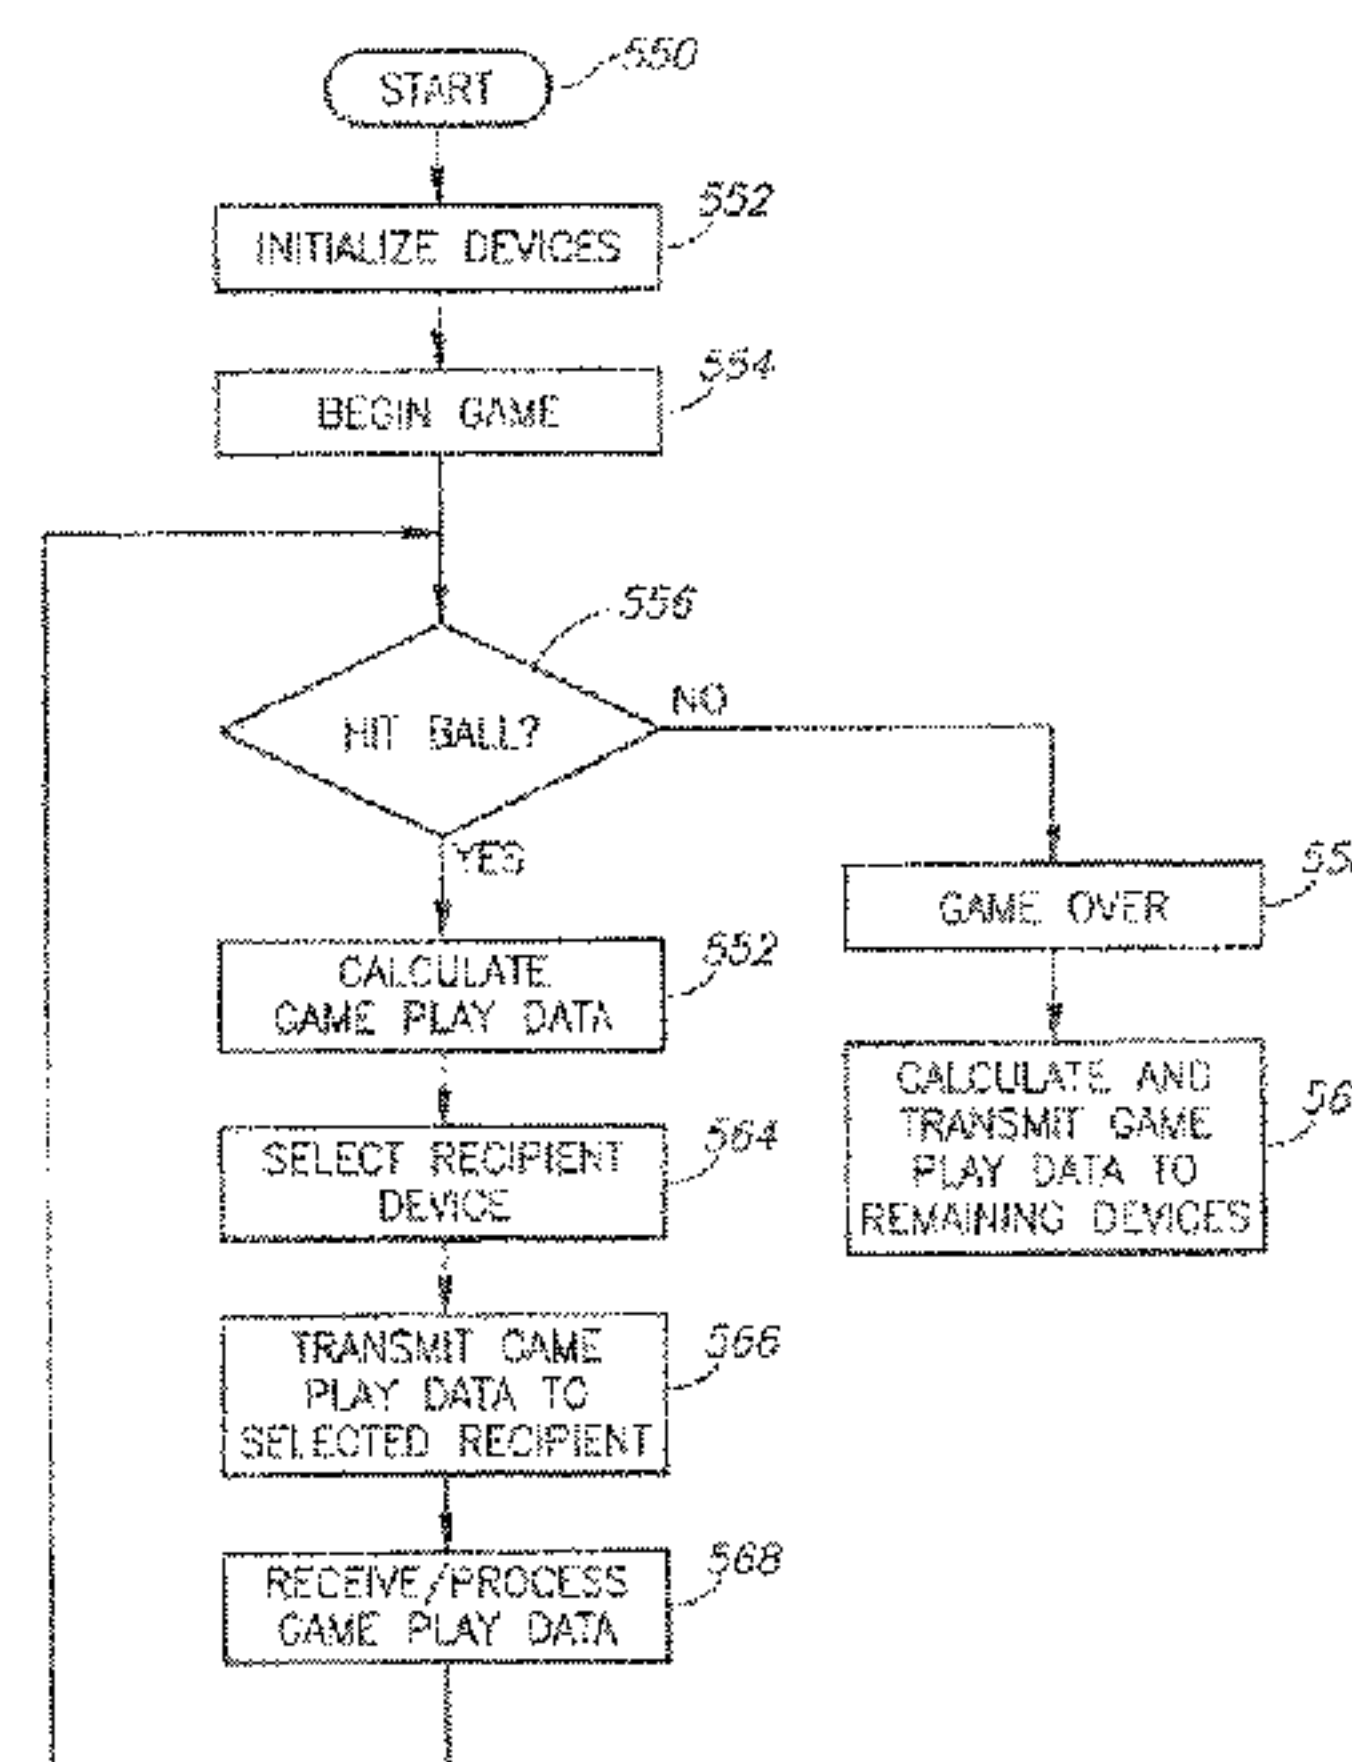 START
550
INITIALIZE DEVICES
552
BEGIN GAME
554
556
HIT BALL?
NO
YES
GAME OVER
55
CALCULATE
GAME PLAY DATA
552
CALCULATE AND
TRANSMIT GAME
PLAY DATA TO
REMAINING DEVICES
56
SELECT RECIPIENT
DEVICE
564
TRANSMIT GAME
PLAY DATA TO
SELECTED RECIPIENT
566
RECEIVE/PROCESS
GAME PLAY DATA
568